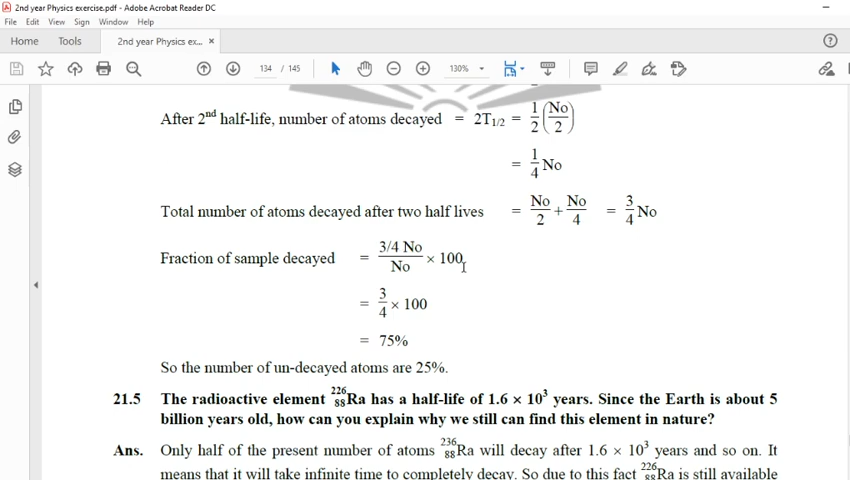 2nd year Physics exercise.pdf - Adobe Acrobat Reader DC
File Edit View Sign Window Help
Home Tools 2nd year Physics ex... ×
134 / 145 130%
After 2nd half-life, number of atoms decayed = 2T1/2 = 1/2 (No/2)
= 1/4 No
Total number of atoms decayed after two half lives = No/2 + No/4 = 3/4 No
Fraction of sample decayed = 3/4 No / No × 100
= 3/4 × 100
= 75%
So the number of un-decayed atoms are 25%.
21.5 The radioactive element 226 88 Ra has a half-life of 1.6 × 10³ years. Since the Earth is about 5
billion years old, how can you explain why we still can find this element in nature?
Ans. Only half of the present number of atoms 236 88 Ra will decay after 1.6 × 10³ years and so on. It
means that it will take infinite time to completely decay. So due to this fact 226 88 Ra is still available